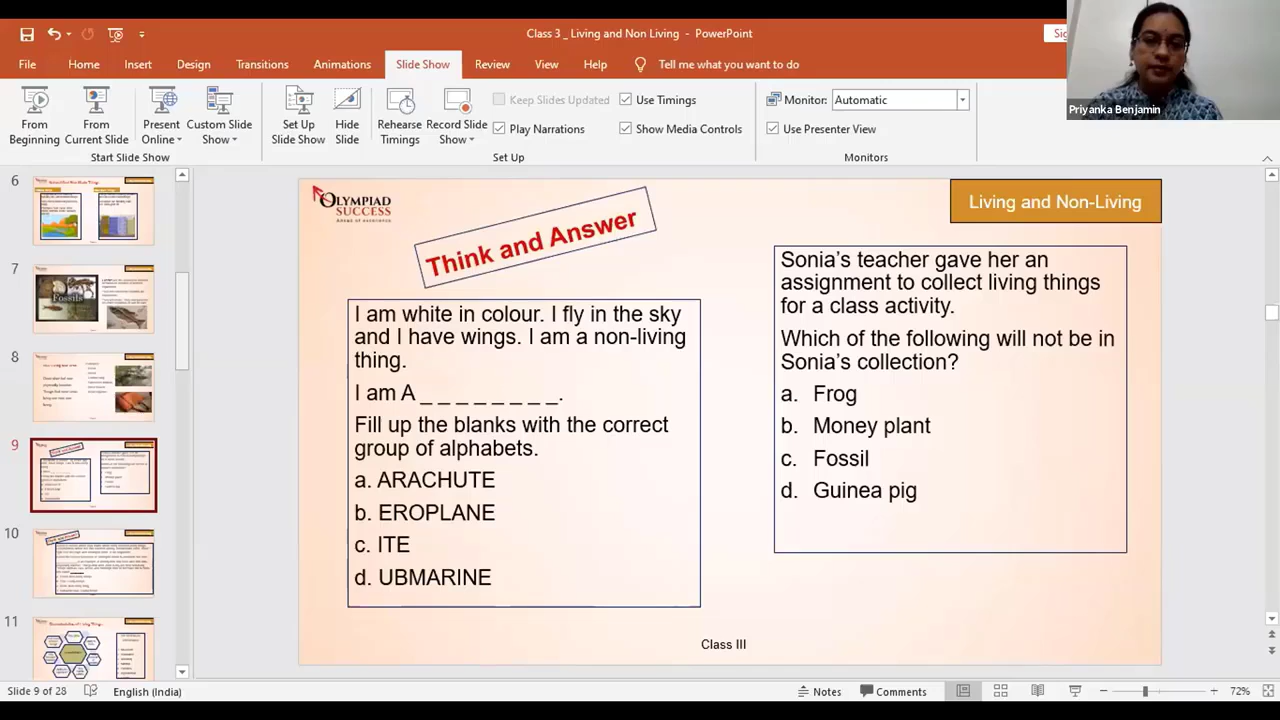 Class 3 _ Living and Non Living - PowerPoint
File Home Insert Design Transitions Animations Slide Show Review View Help Tell me what you want to do
Priyanka Benjamin
From Beginning
From Current Slide
Present Online
Custom Slide Show
Start Slide Show
Set Up Slide Show
Hide Slide
Rehearse Timings
Record Slide Show
Keep Slides Updated
Play Narrations
Use Timings
Show Media Controls
Set Up
Monitor: Automatic
Use Presenter View
Monitors
6
7
Fossils
8
9
10
11
OLYMPIAD
SUCCESS
Living and Non-Living
Think and Answer
I am white in colour. I fly in the sky
and I have wings. I am a non-living
thing.
I am A _ _ _ _ _ _ _ _.
Fill up the blanks with the correct
group of alphabets.
a. ARACHUTE
b. EROPLANE
c. ITE
d. UBMARINE
Sonia’s teacher gave her an
assignment to collect living things
for a class activity.
Which of the following will not be in
Sonia’s collection?
a. Frog
b. Money plant
c. Fossil
d. Guinea pig
Class III
Slide 9 of 28 English (India) Notes Comments 72%